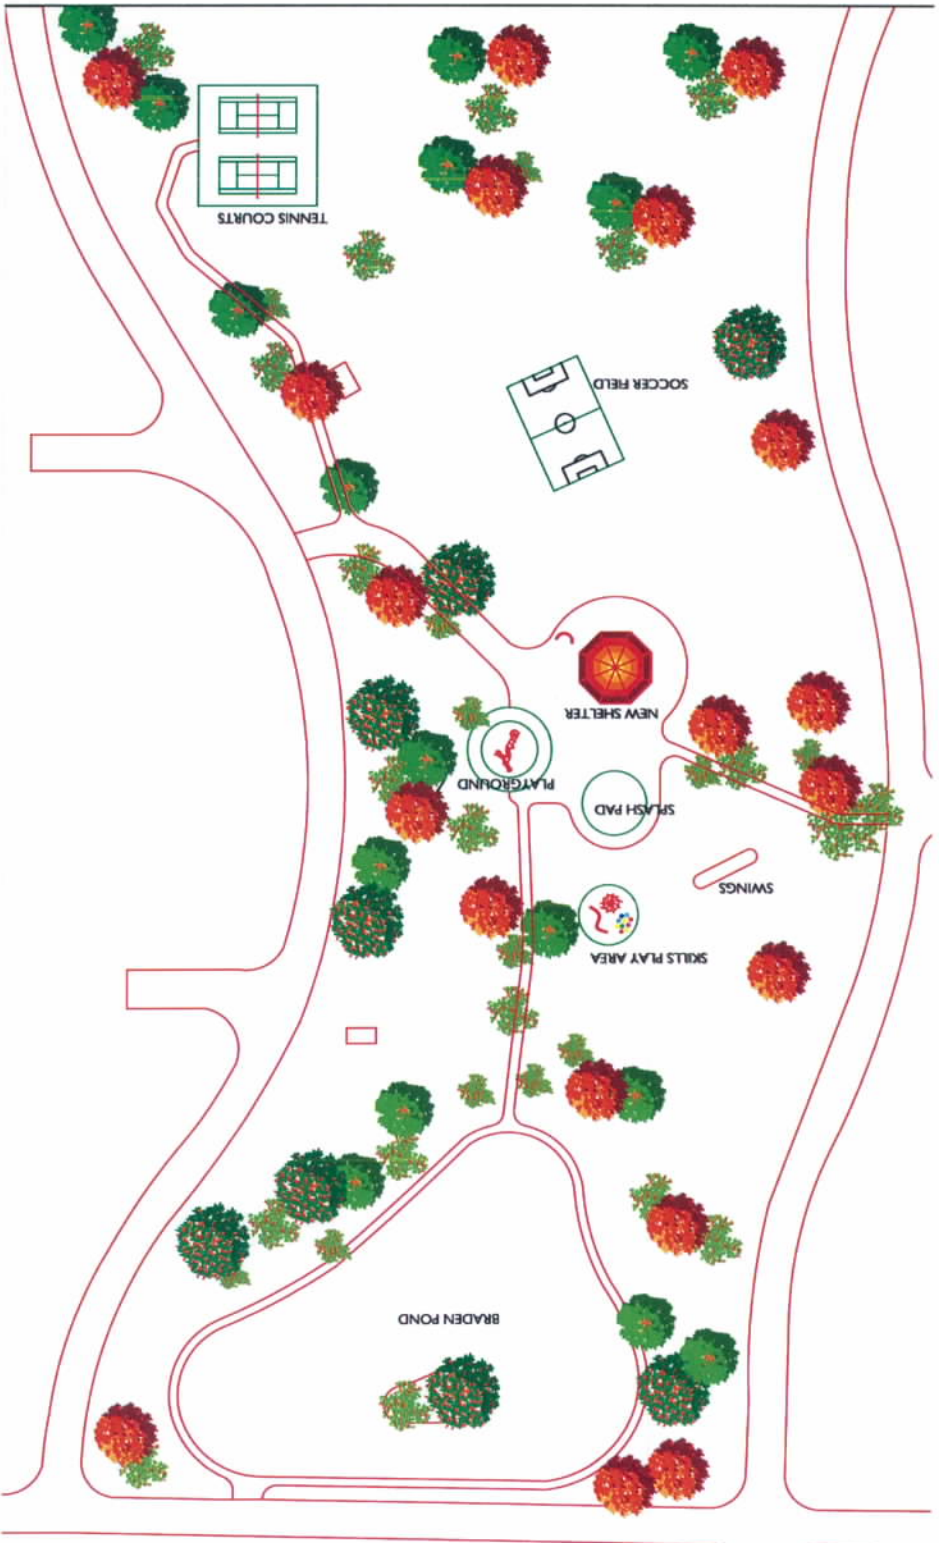 BRADEN POND
SKILLS PLAY AREA
SWINGS
SPLASH PAD
PLAYGROUND
NEW SHELTER
SOCCER FIELD
TENNIS COURTS